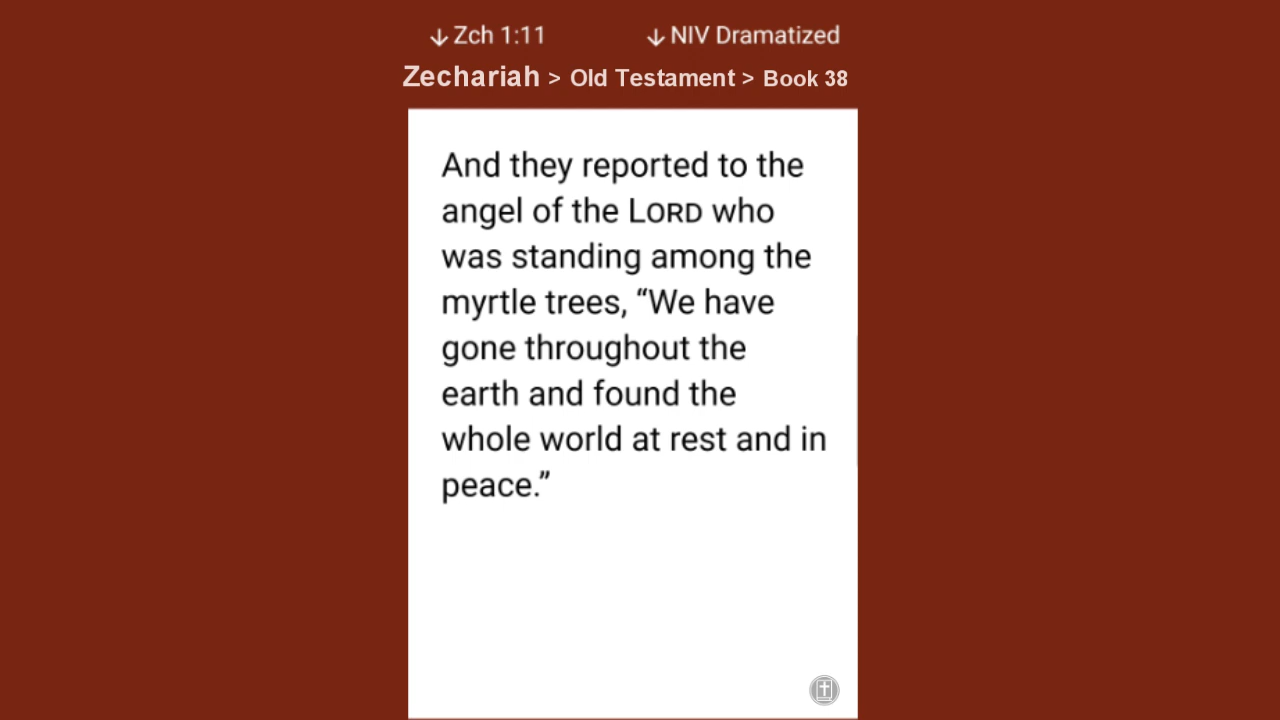 ↓ Zch 1:11 ↓ NIV Dramatized
Zechariah > Old Testament > Book 38
And they reported to the
angel of the LORD who
was standing among the
myrtle trees, “We have
gone throughout the
earth and found the
whole world at rest and in
peace.”